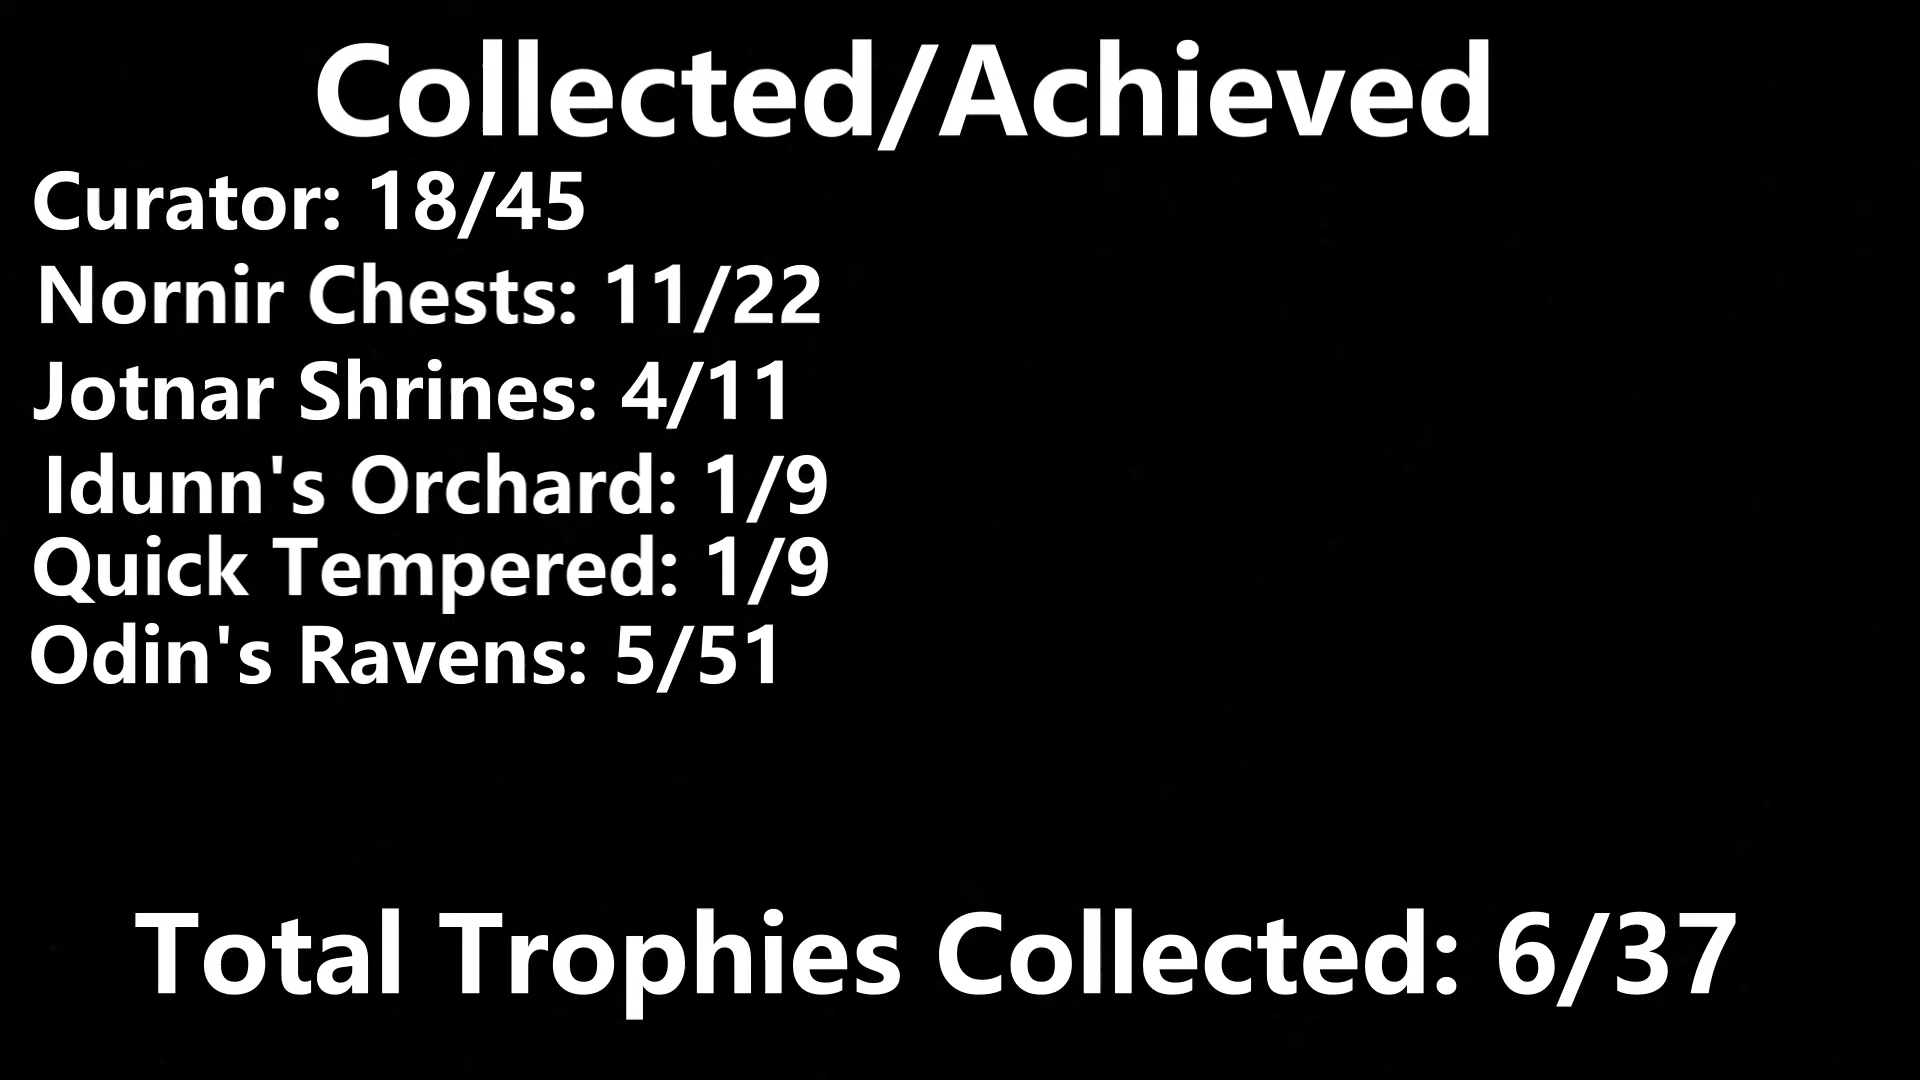 Collected/Achieved
Curator: 18/45
Nornir Chests: 11/22
Jotnar Shrines: 4/11
Idunn's Orchard: 1/9
Quick Tempered: 1/9
Odin's Ravens: 5/51
Total Trophies Collected: 6/37